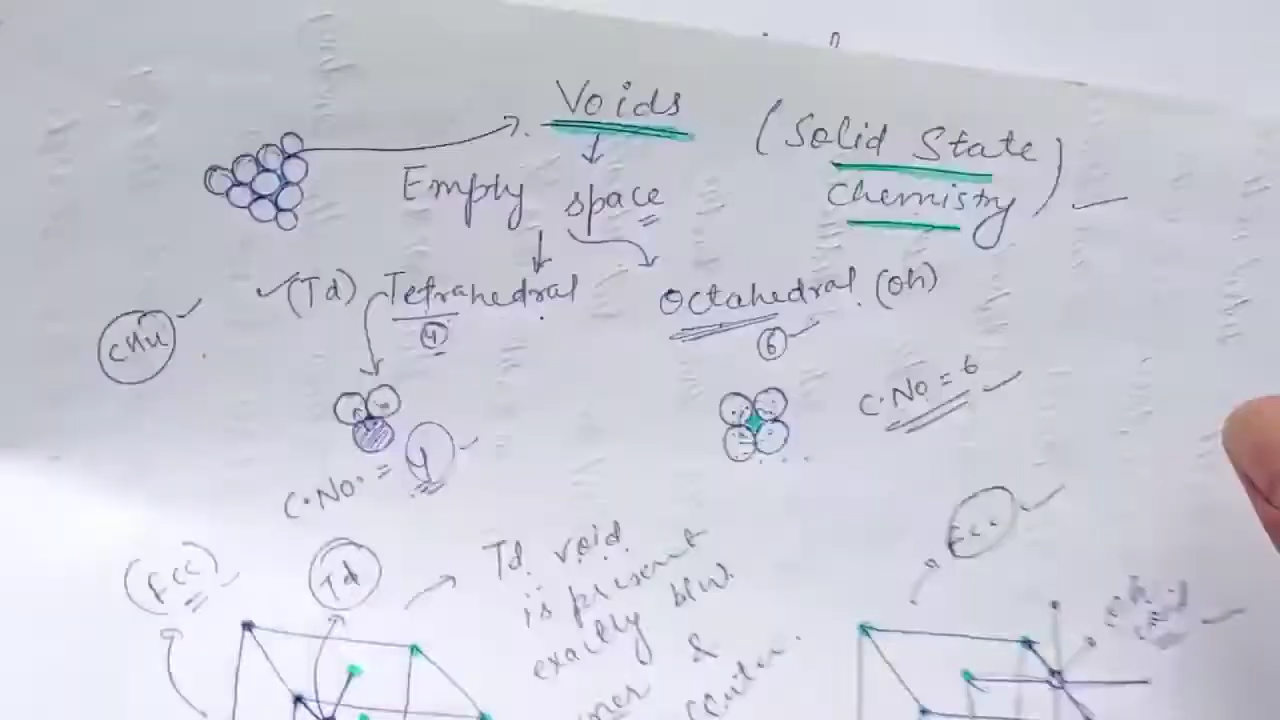 Voids
(Solid State
Chemistry)
Empty space
(Td) Tetrahedral
Octahedral (Oh)
4
6
C.No = 6
C.No. = 4
(fcc)
Td
Td void
is present
exactly btw.
&
fcc